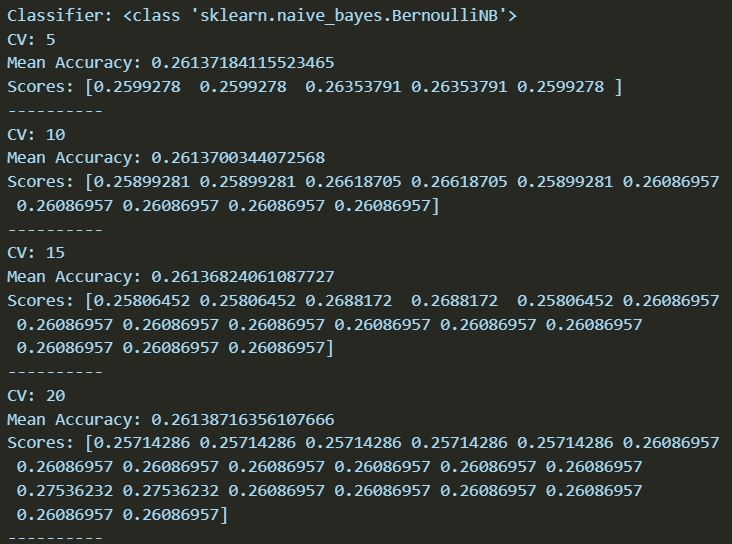 Classifier: <class 'sklearn.naive_bayes.BernoulliNB'>
CV: 5
Mean Accuracy: 0.26137184115523465
Scores: [0.2599278  0.2599278  0.26353791 0.26353791 0.2599278 ]
----------
CV: 10
Mean Accuracy: 0.2613700344072568
Scores: [0.25899281 0.25899281 0.26618705 0.26618705 0.25899281 0.26086957
 0.26086957 0.26086957 0.26086957 0.26086957]
----------
CV: 15
Mean Accuracy: 0.26136824061087727
Scores: [0.25806452 0.25806452 0.2688172  0.2688172  0.25806452 0.26086957
 0.26086957 0.26086957 0.26086957 0.26086957 0.26086957 0.26086957
 0.26086957 0.26086957 0.26086957]
----------
CV: 20
Mean Accuracy: 0.26138716356107666
Scores: [0.25714286 0.25714286 0.25714286 0.25714286 0.25714286 0.26086957
 0.26086957 0.26086957 0.26086957 0.26086957 0.26086957 0.26086957
 0.27536232 0.27536232 0.26086957 0.26086957 0.26086957 0.26086957
 0.26086957 0.26086957]
----------